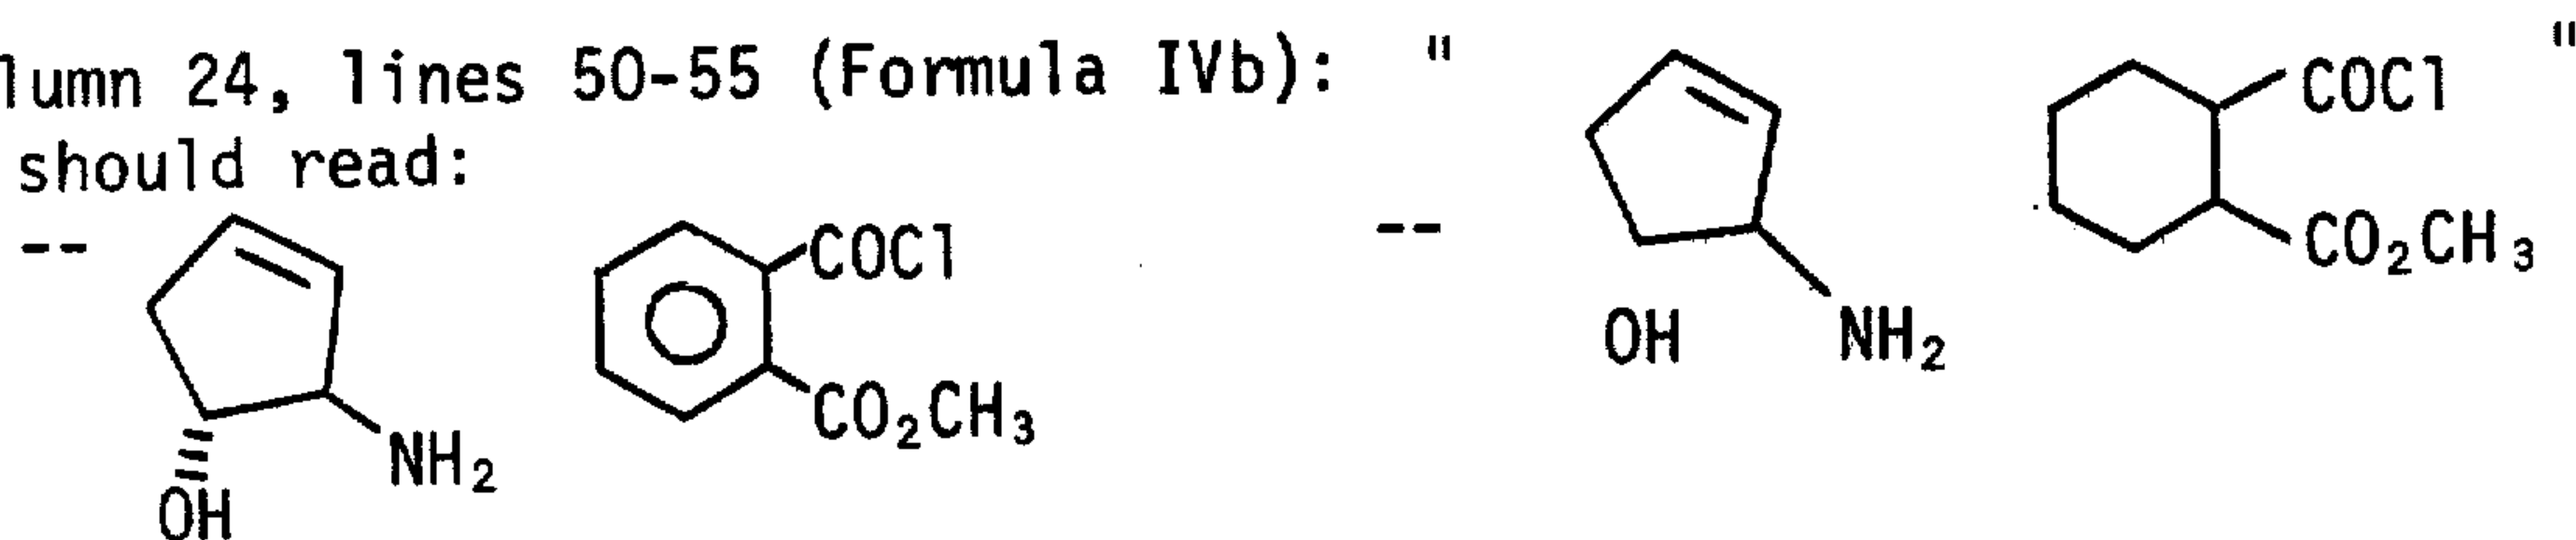 lumn 24, lines 50-55 (Formula IVb): " COCl "
CO₂CH₃
should read:
-- COCl --
OH NH₂
CO₂CH₃
NH₂
OH